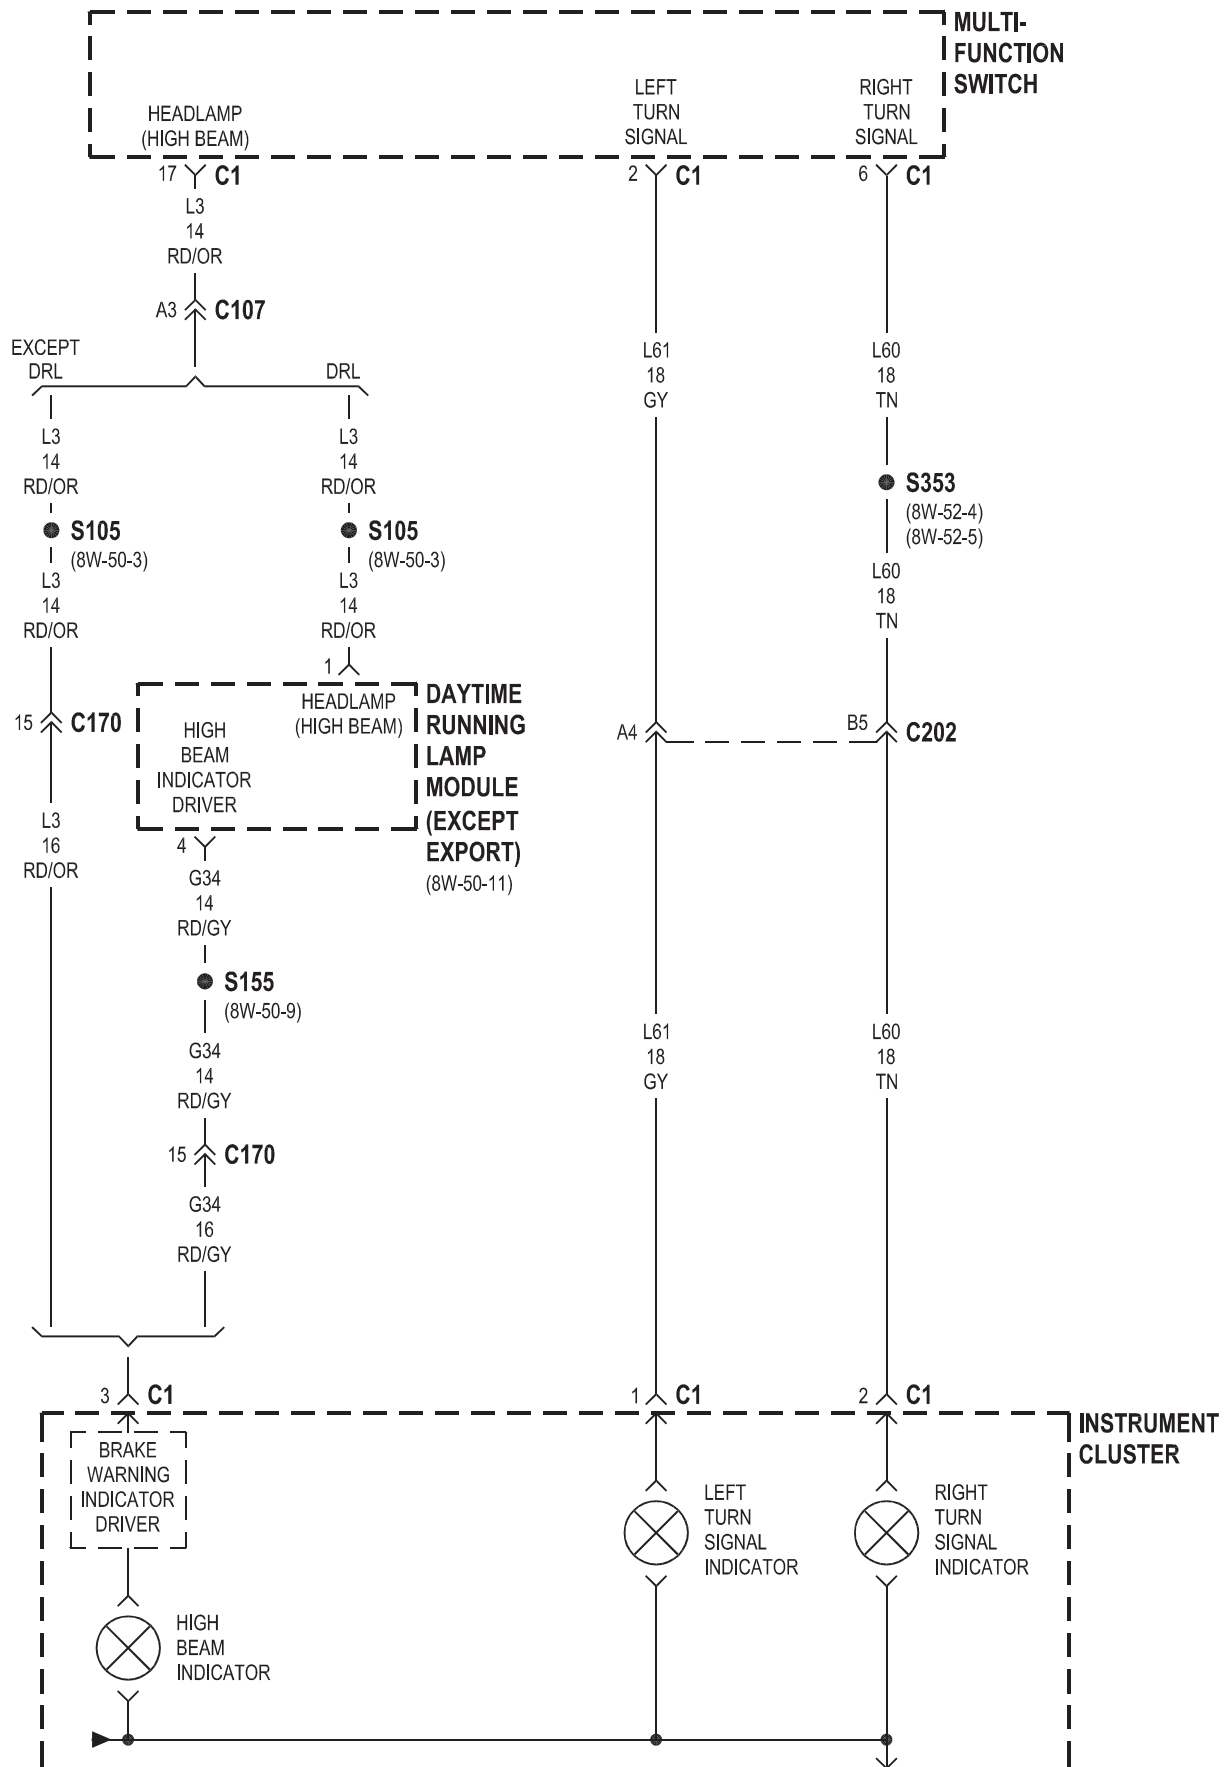 MULTI-
FUNCTION
SWITCH
HEADLAMP
(HIGH BEAM)
LEFT
TURN
SIGNAL
RIGHT
TURN
SIGNAL
17 C1
2 C1
6 C1
L3
14
RD/OR
A3 C107
EXCEPT
DRL
DRL
L3
14
RD/OR
L3
14
RD/OR
L61
18
GY
L60
18
TN
S105
(8W-50-3)
S105
(8W-50-3)
S353
(8W-52-4)
(8W-52-5)
L3
14
RD/OR
L3
14
RD/OR
L60
18
TN
1
HEADLAMP
(HIGH BEAM)
HIGH
BEAM
INDICATOR
DRIVER
DAYTIME
RUNNING
LAMP
MODULE
(EXCEPT
EXPORT)
(8W-50-11)
15 C170
A4
B5 C202
L3
16
RD/OR
4
G34
14
RD/GY
S155
(8W-50-9)
G34
14
RD/GY
L61
18
GY
L60
18
TN
15 C170
G34
16
RD/GY
3 C1
1 C1
2 C1
INSTRUMENT
CLUSTER
BRAKE
WARNING
INDICATOR
DRIVER
LEFT
TURN
SIGNAL
INDICATOR
RIGHT
TURN
SIGNAL
INDICATOR
HIGH
BEAM
INDICATOR